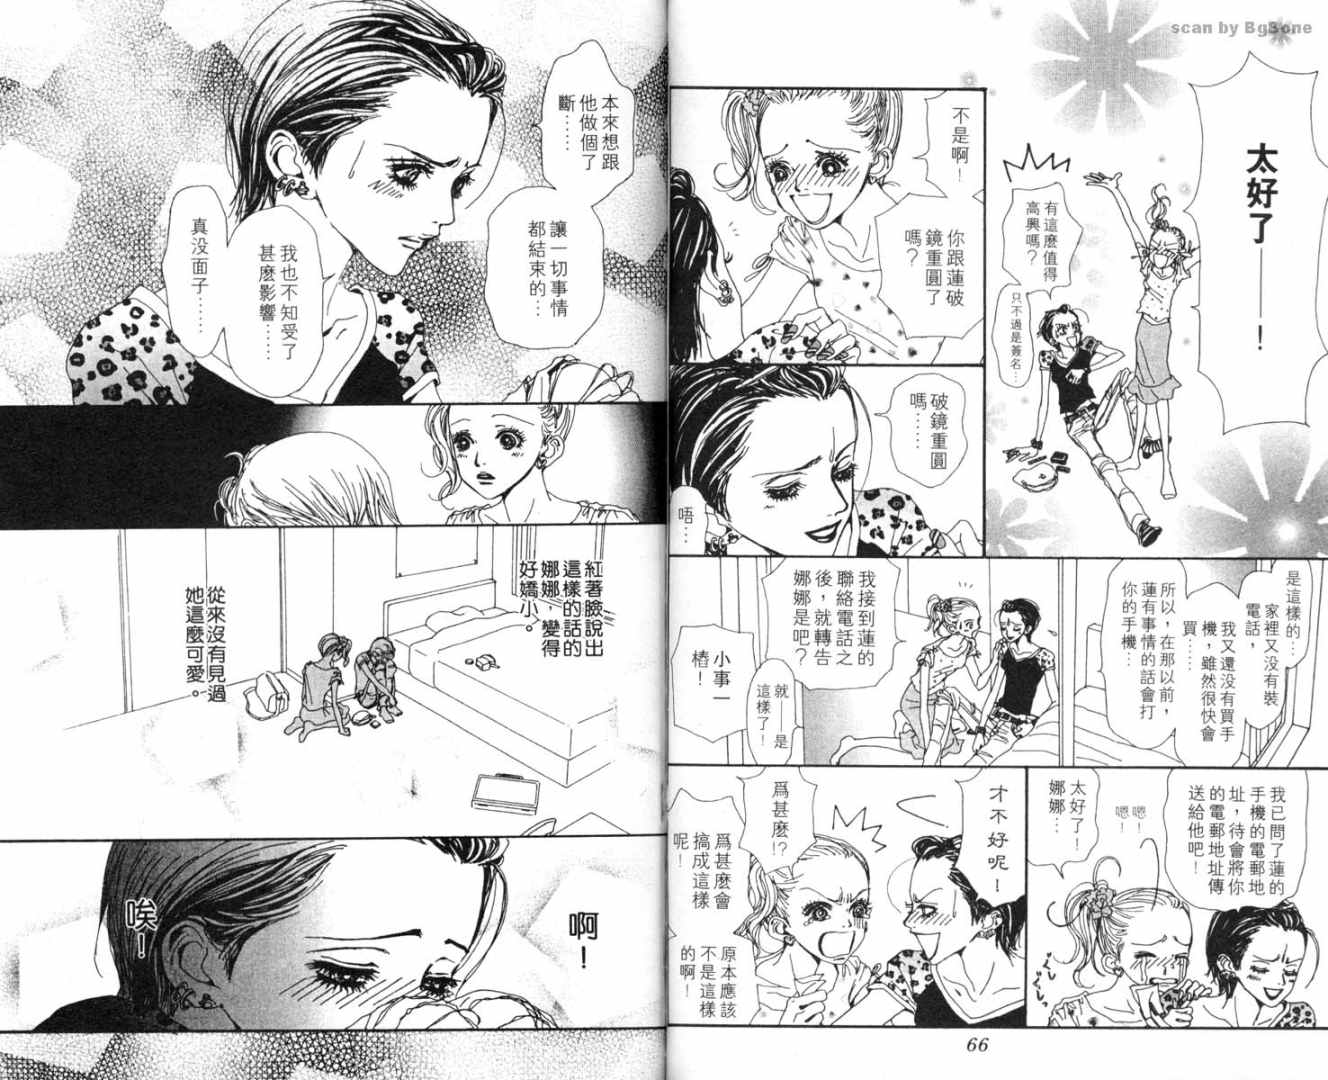 scan by Bg3one
太好了——！
有這麼值得
高興嗎？
只不過是簽名…
不是啊！
你跟蓮破
鏡重圓了
嗎？
破鏡重圓
嗎……
唔…
是這樣的…
家裡又没有裝
電話，
我又還没有買手
機，雖然很快會
買……
所以，在那以前，
蓮有事情的話會打
你的手機…
我接到蓮的
聯絡電話之
後，就轉告
娜娜是吧？
就——是
這樣了！
小事一
樁！
我已問了蓮的
手機的電郵地
址，待會將你
的電郵地址傳
送給他吧！
嗯！
嗯！
太好了！
娜娜…
才不好呢！
爲甚麼!?
爲甚麼會
搞成這樣
呢！
原本應該
不是這樣
的啊！
66
本來想跟
他做個了
斷……
讓一切事情
都結束的…
我也不知受了
甚麼影響……
真没面子……
紅著臉說出
這樣的話的
娜娜，變得
好嬌小。
從來沒有見過
她這麼可愛。
啊！
唉！